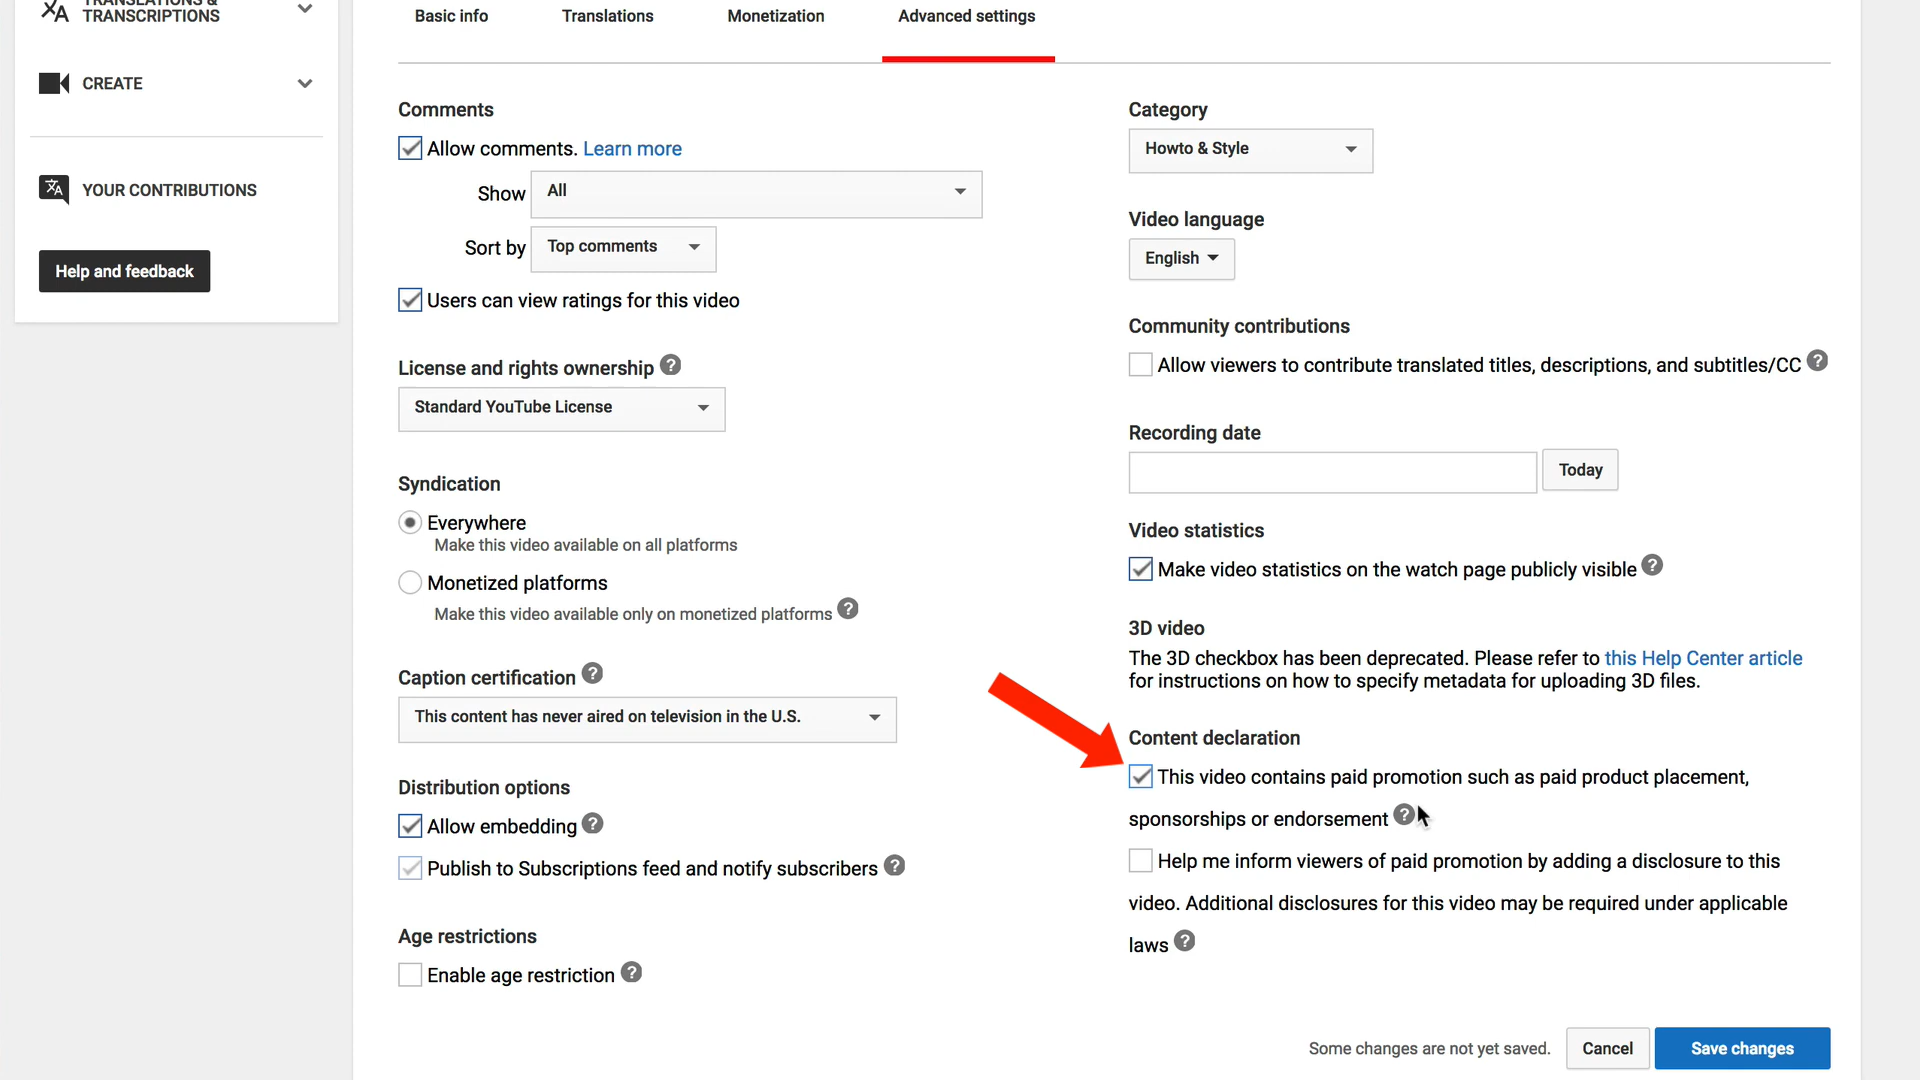 TRANSLATIONS &
TRANSCRIPTIONS
CREATE
YOUR CONTRIBUTIONS
Help and feedback
Basic info Translations Monetization Advanced settings
Comments
Allow comments. Learn more
Show All
Sort by Top comments
Users can view ratings for this video
License and rights ownership ?
Standard YouTube License
Syndication
Everywhere
Make this video available on all platforms
Monetized platforms
Make this video available only on monetized platforms ?
Caption certification ?
This content has never aired on television in the U.S.
Distribution options
Allow embedding ?
Publish to Subscriptions feed and notify subscribers ?
Age restrictions
Enable age restriction ?
Category
Howto & Style
Video language
English
Community contributions
Allow viewers to contribute translated titles, descriptions, and subtitles/CC ?
Recording date
Today
Video statistics
Make video statistics on the watch page publicly visible ?
3D video
The 3D checkbox has been deprecated. Please refer to this Help Center article
for instructions on how to specify metadata for uploading 3D files.
Content declaration
This video contains paid promotion such as paid product placement,
sponsorships or endorsement ?
Help me inform viewers of paid promotion by adding a disclosure to this
video. Additional disclosures for this video may be required under applicable
laws ?
Some changes are not yet saved. Cancel Save changes